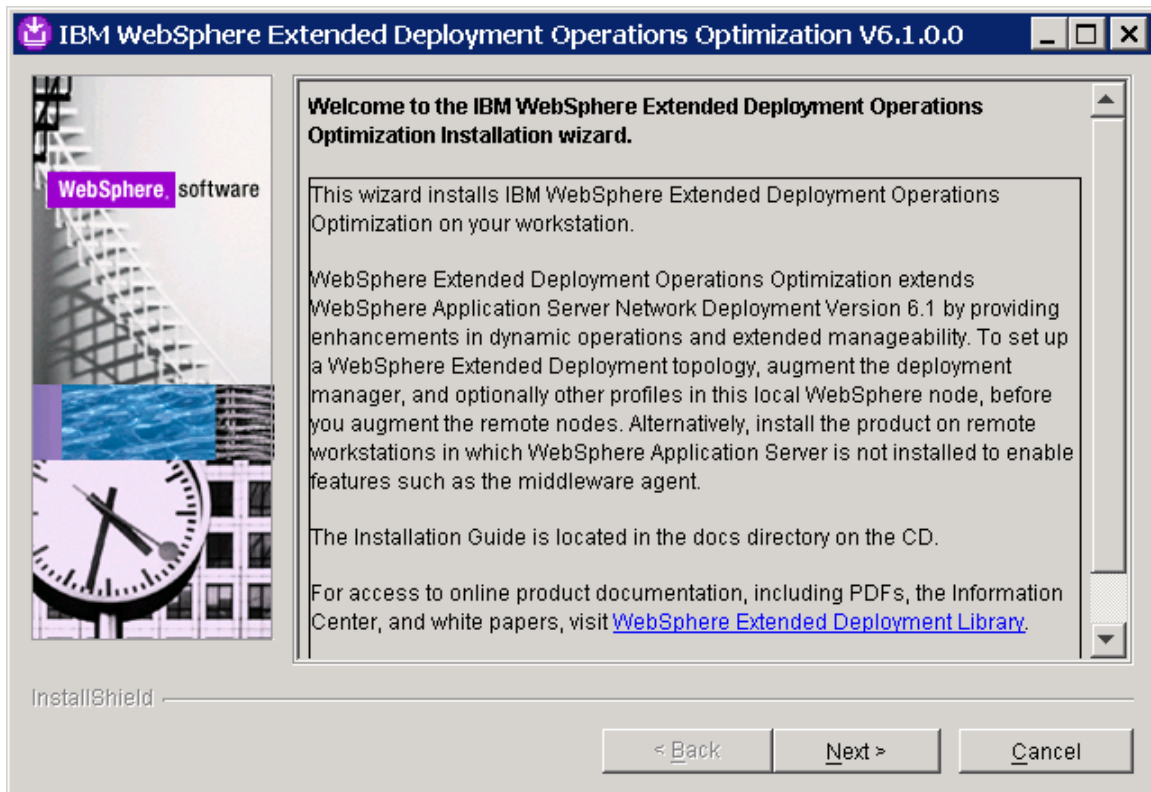 IBM WebSphere Extended Deployment Operations Optimization V6.1.0.0
WebSphere. software
Welcome to the IBM WebSphere Extended Deployment Operations
Optimization Installation wizard.
This wizard installs IBM WebSphere Extended Deployment Operations
Optimization on your workstation.
WebSphere Extended Deployment Operations Optimization extends
WebSphere Application Server Network Deployment Version 6.1 by providing
enhancements in dynamic operations and extended manageability. To set up
a WebSphere Extended Deployment topology, augment the deployment
manager, and optionally other profiles in this local WebSphere node, before
you augment the remote nodes. Alternatively, install the product on remote
workstations in which WebSphere Application Server is not installed to enable
features such as the middleware agent.
The Installation Guide is located in the docs directory on the CD.
For access to online product documentation, including PDFs, the Information
Center, and white papers, visit WebSphere Extended Deployment Library.
InstallShield
< Back
Next >
Cancel